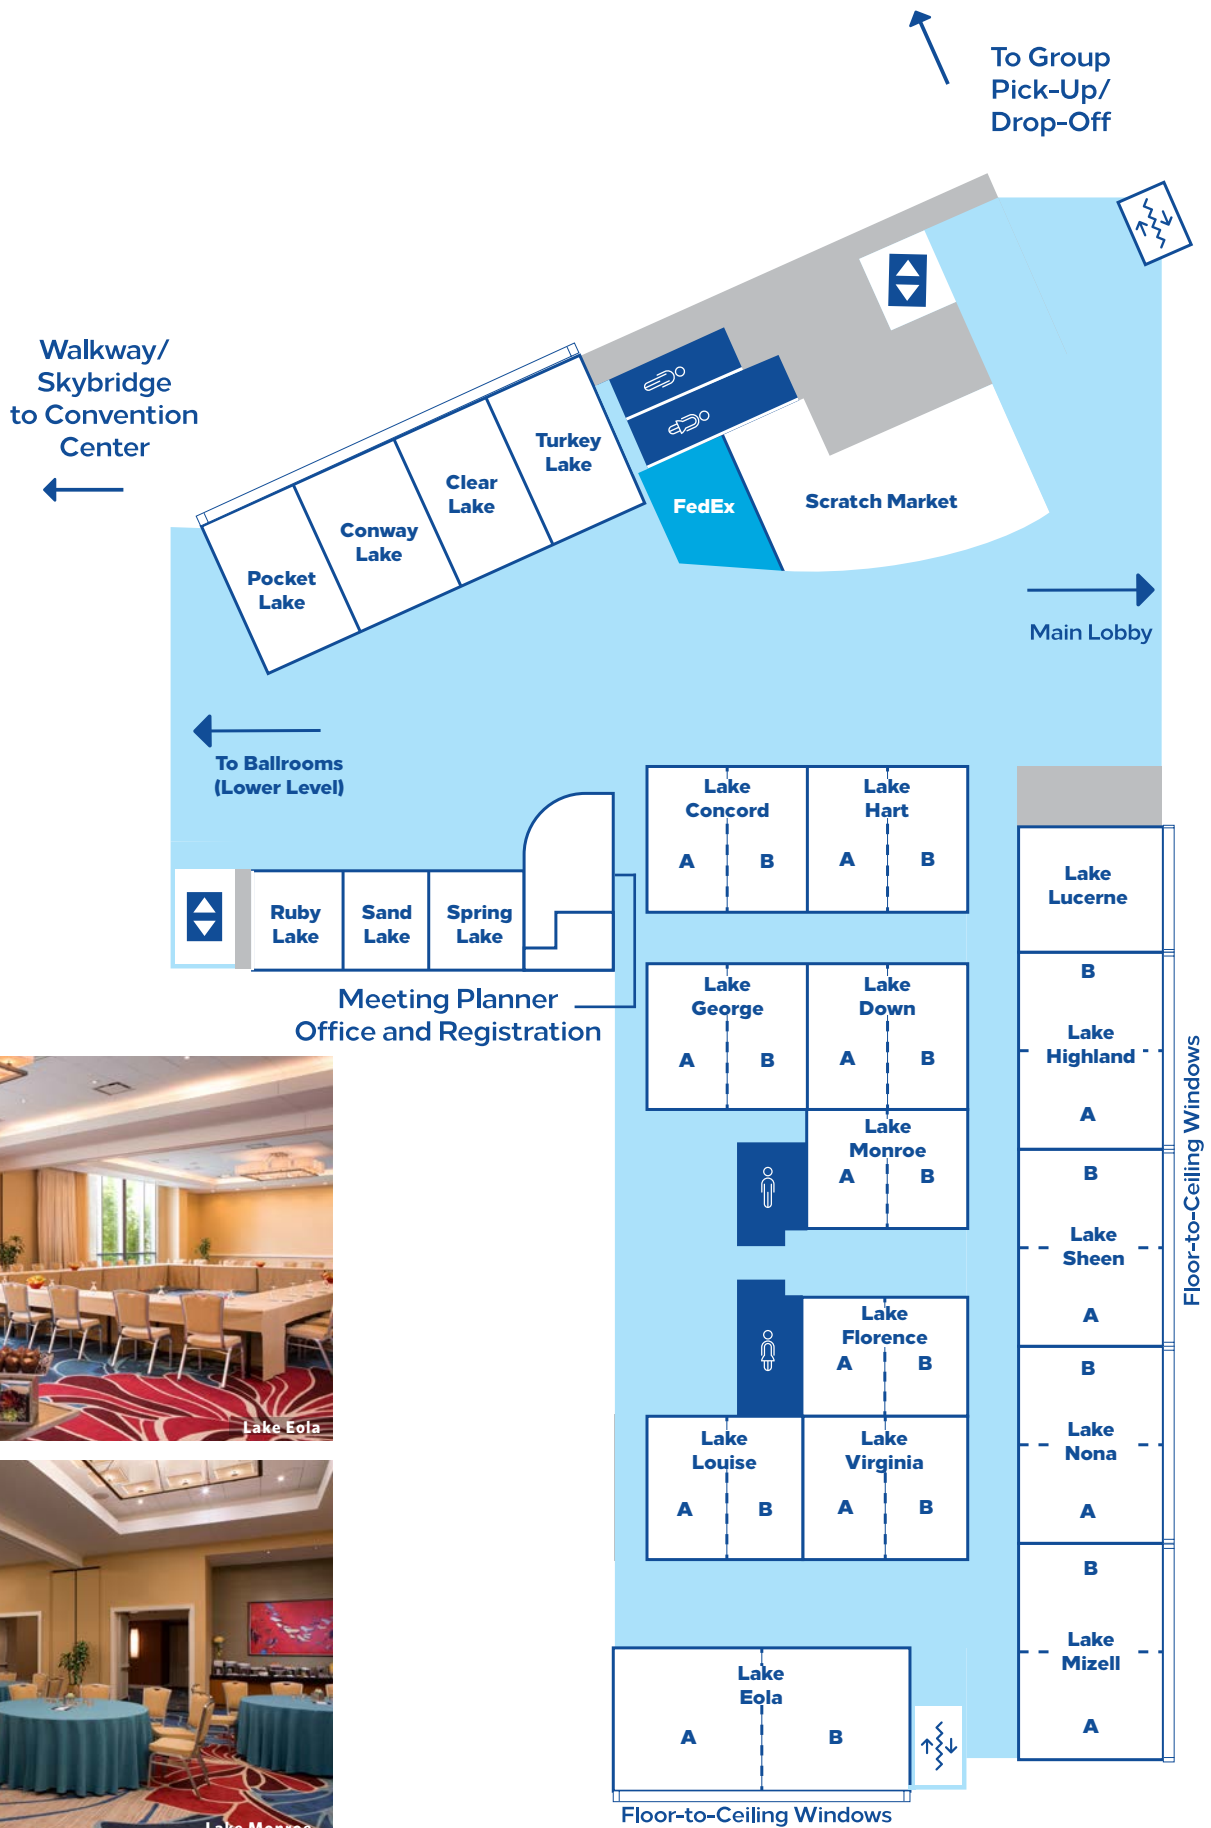 To Group
Pick-Up/
Drop-Off
Walkway/
Skybridge
to Convention
Center
Turkey
Lake
Clear
Lake
Conway
Lake
Pocket
Lake
FedEx
Scratch Market
Main Lobby
To Ballrooms
(Lower Level)
Lake
Concord
A B
Lake
Hart
A B
Lake
Lucerne
Ruby
Lake
Sand
Lake
Spring
Lake
Meeting Planner
Office and Registration
Lake
George
A B
Lake
Down
A B
B
Lake
Highland
A
Lake
Monroe
A B
B
Lake
Sheen
A
Floor-to-Ceiling Windows
Lake
Florence
A B
B
Lake
Nona
A
Lake
Louise
A B
Lake
Virginia
A B
B
Lake
Mizell
A
Lake
Eola
A B
Floor-to-Ceiling Windows
Lake Eola
Lake Monroe